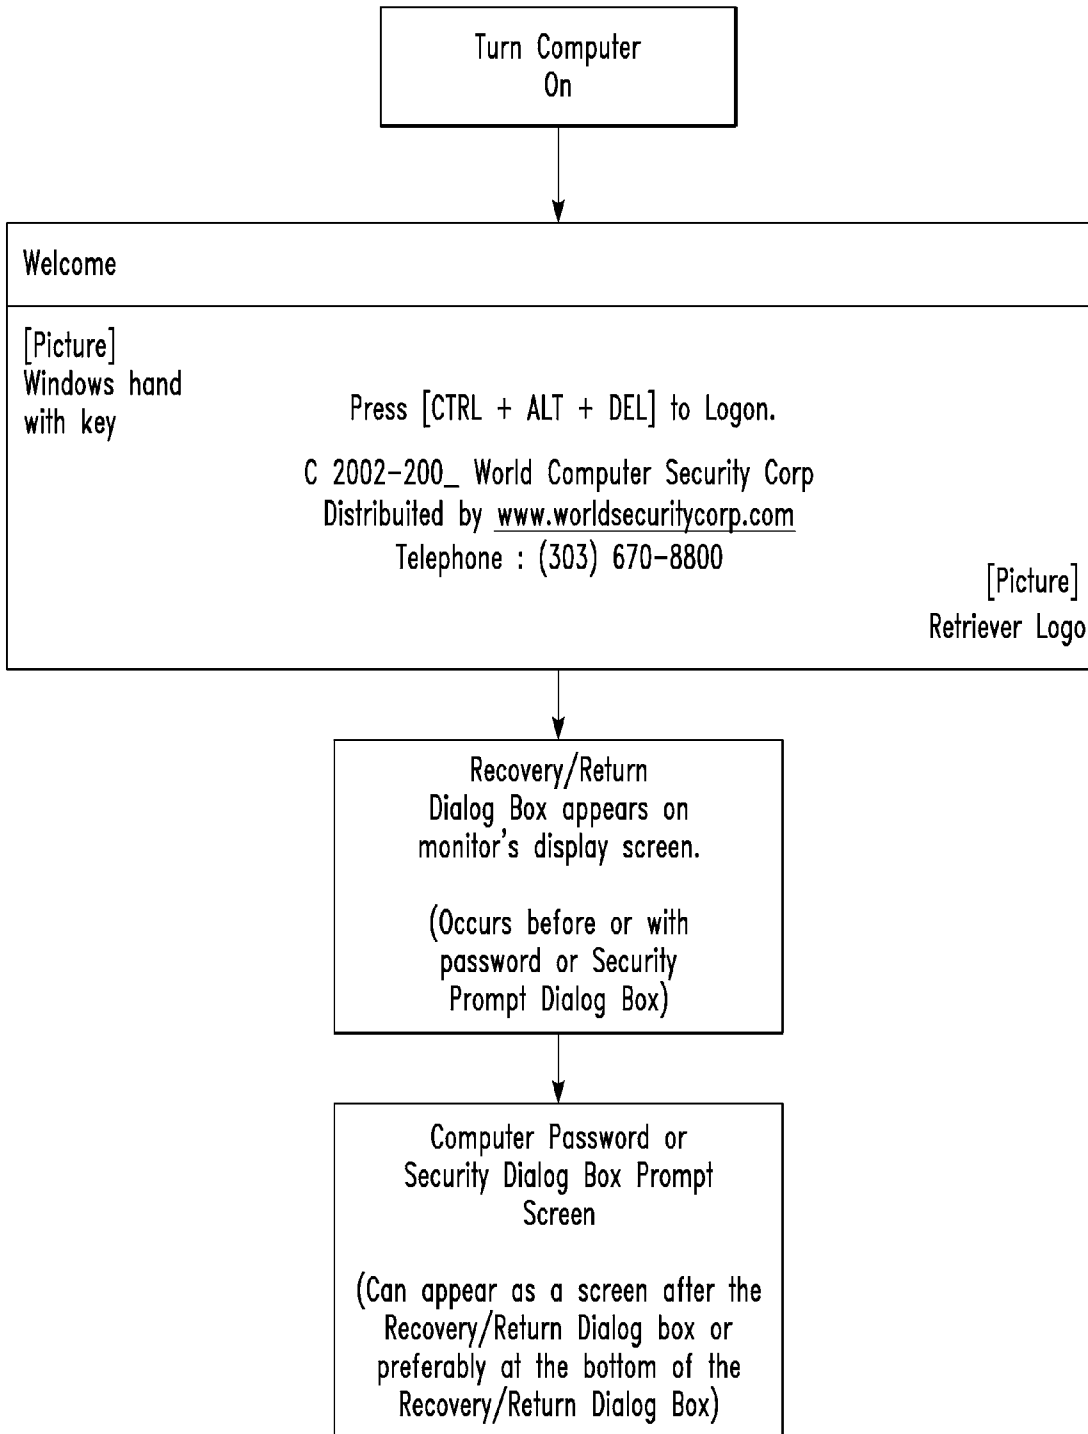 Turn Computer
On
Welcome
[Picture]
Windows hand
with key
Press [CTRL + ALT + DEL] to Logon.
C 2002-200_ World Computer Security Corp
Distribuited by www.worldsecuritycorp.com
Telephone : (303) 670-8800
[Picture]
Retriever Logo
Recovery/Return
Dialog Box appears on
monitor's display screen.
(Occurs before or with
password or Security
Prompt Dialog Box)
Computer Password or
Security Dialog Box Prompt
Screen
(Can appear as a screen after the
Recovery/Return Dialog box or
preferably at the bottom of the
Recovery/Return Dialog Box)